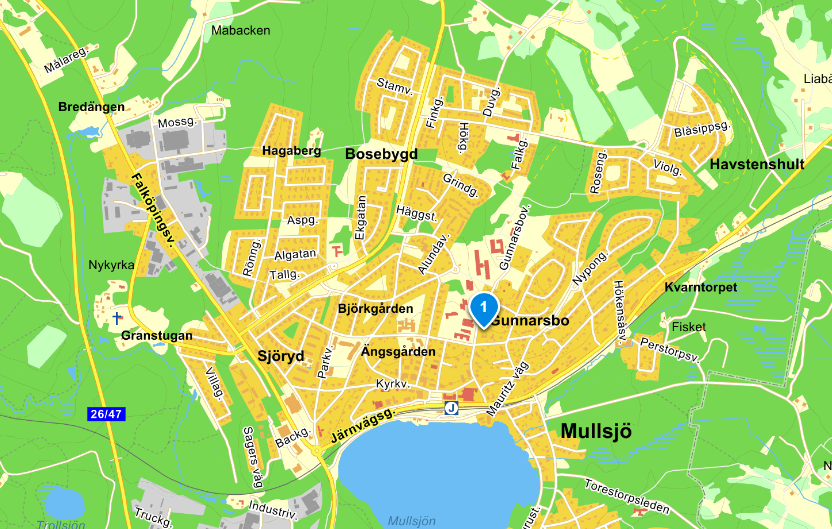 Mabacken
Målareg.
Bredängen
Mossg.
Stamv.
Finkg.
Duvg.
Hökg.
Falkg.
Liabä
Blåsippsg.
Violg.
Roseng.
Havstenshult
Hagaberg
Bosebygd
Falköpingsv.
Grindg.
Häggst.
Ekgatan
Aspg.
Algatan
Tallg.
Rönng.
Alundav.
Gunnarsbov.
Nykyrka
Nypong.
Hökensåsv.
Kvarntorpet
Björkgården
1
Gunnarsbo
Fisket
Granstugan
Sjöryd
Parkv.
Ängsgården
Perstorpsv.
Villag.
Kyrkv.
Mauritz väg
26/47
J
Järnvägsg.
Backg.
Sagers väg
Mullsjö
N
Torestorpsleden
Industriv.
Truckg.
Trollsjön
Mullsjön
rust.